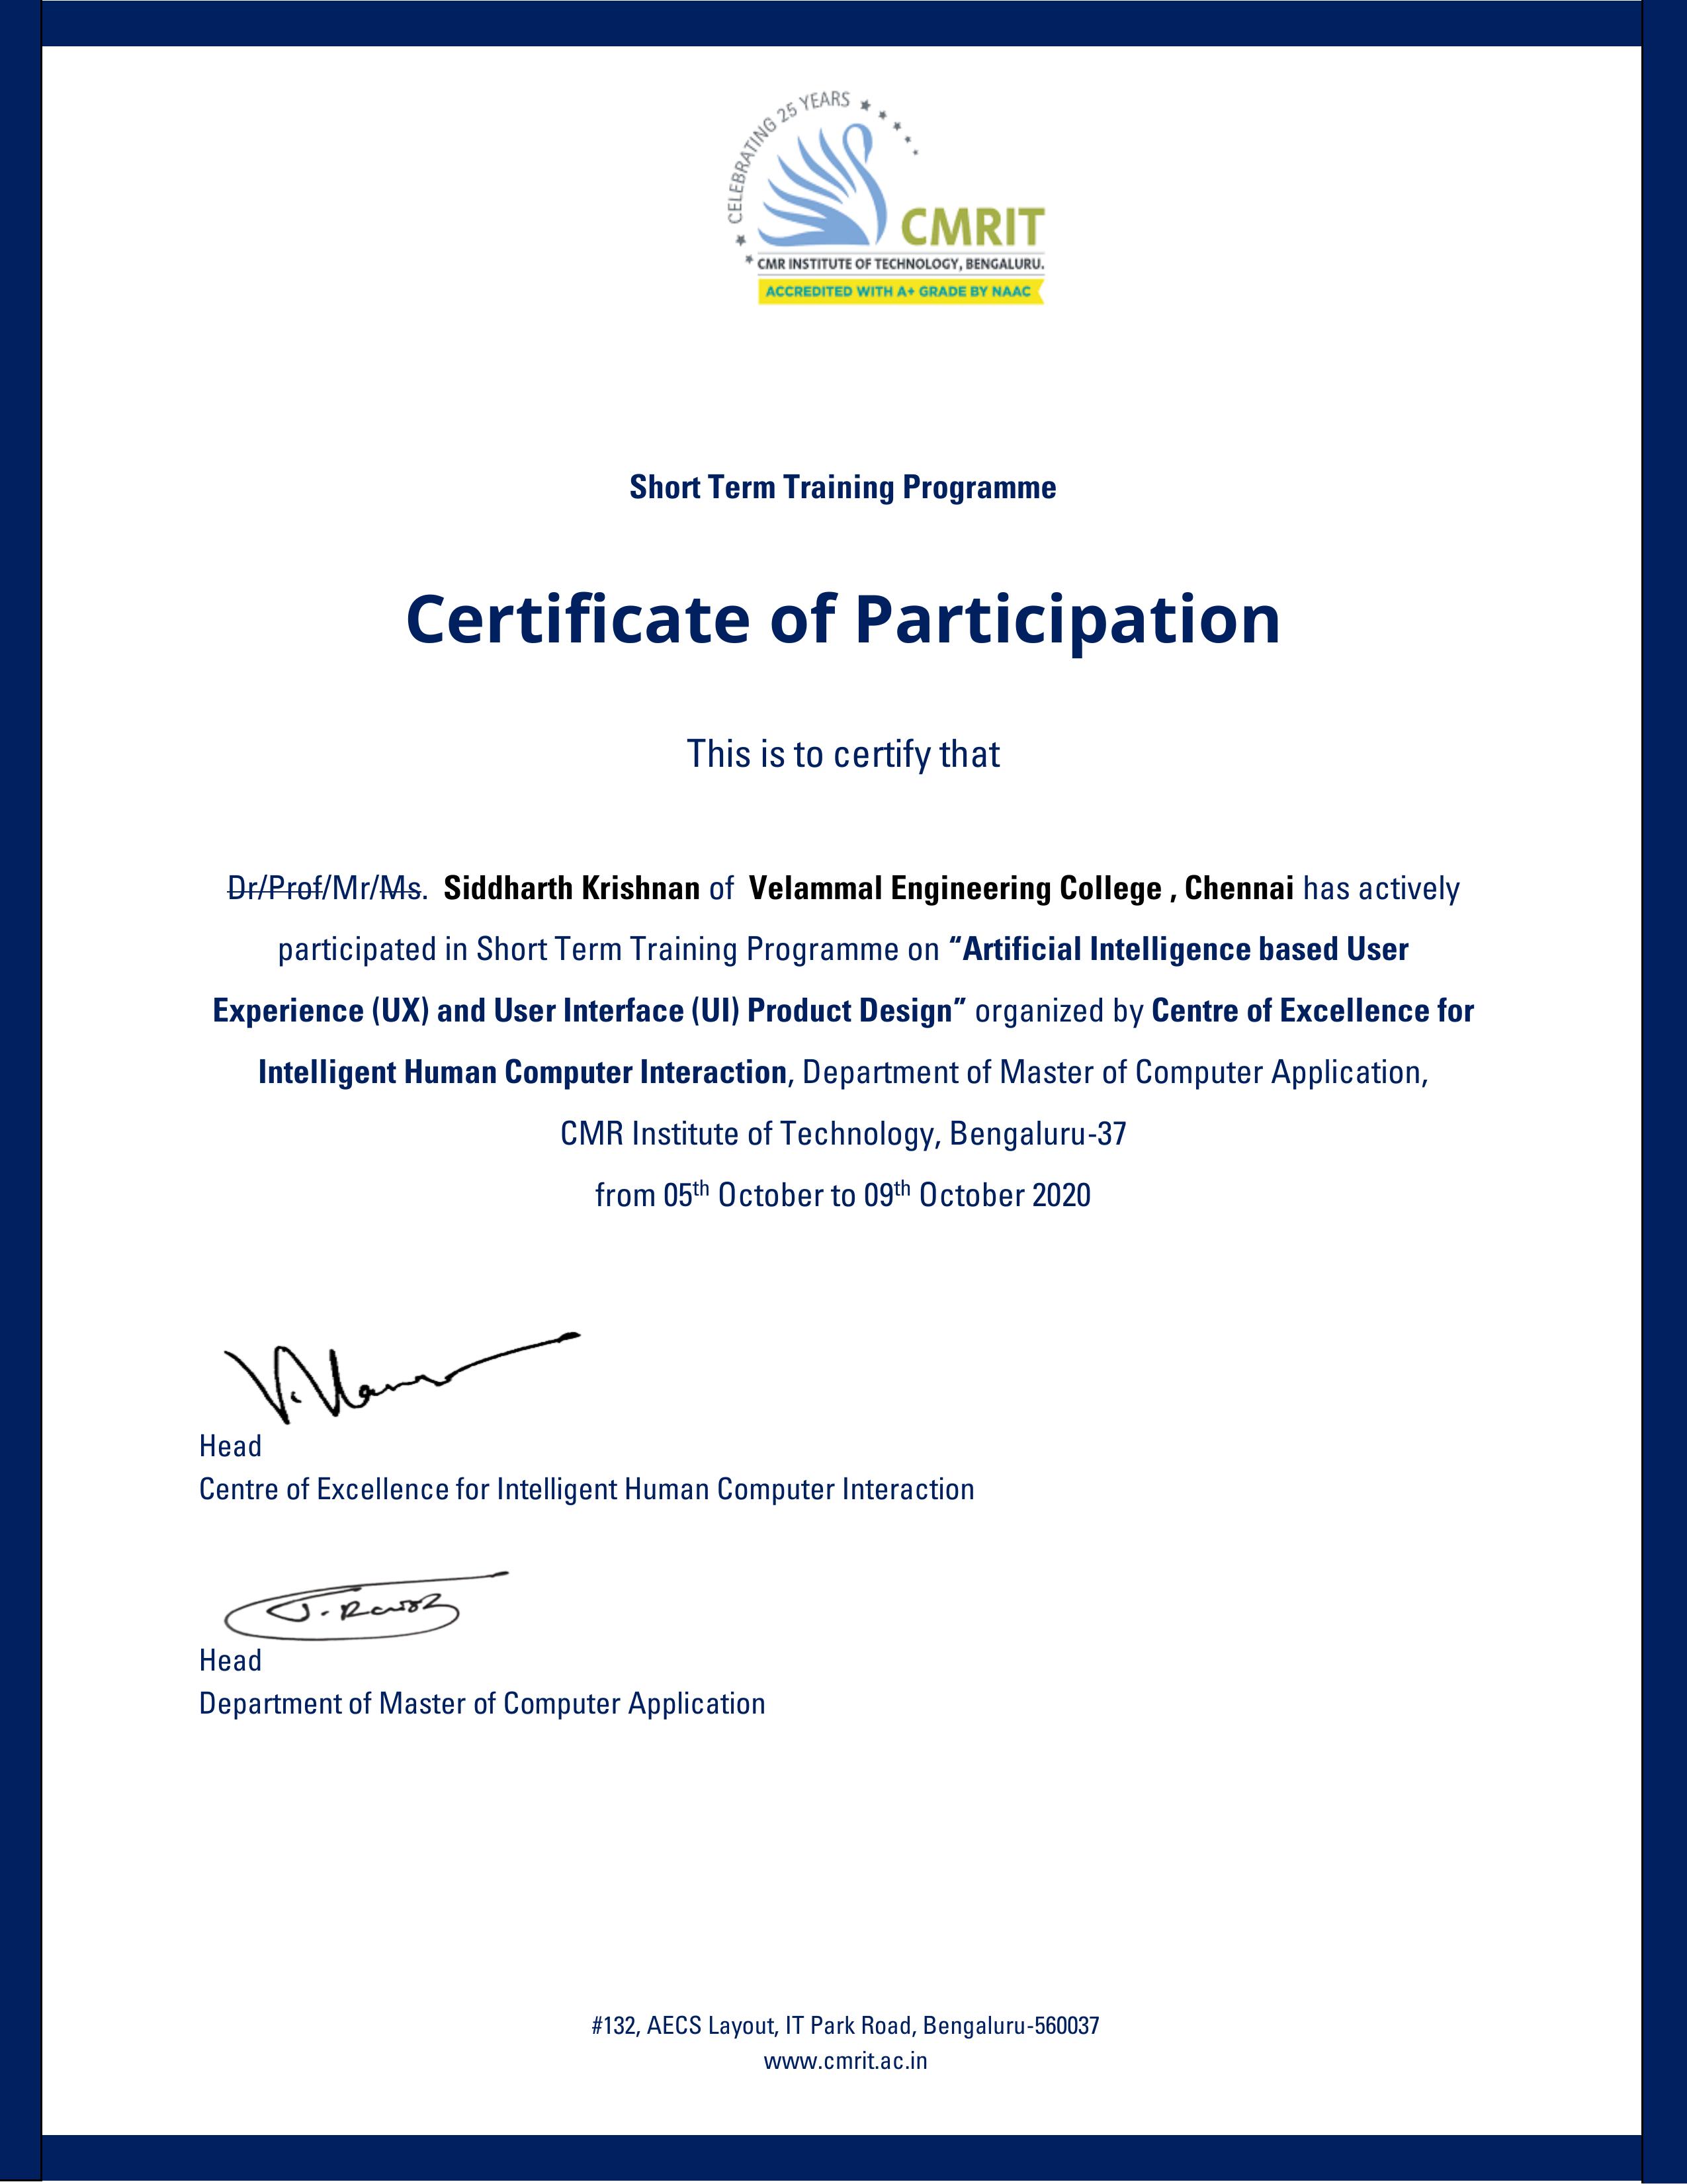 CELEBRATING 25 YEARS
CMRIT
CMR INSTITUTE OF TECHNOLOGY, BENGALURU.
ACCREDITED WITH A+ GRADE BY NAAC
Short Term Training Programme
Certificate of Participation
This is to certify that
Dr/Prof/Mr/Ms. Siddharth Krishnan of Velammal Engineering College , Chennai has actively
participated in Short Term Training Programme on “Artificial Intelligence based User
Experience (UX) and User Interface (UI) Product Design” organized by Centre of Excellence for
Intelligent Human Computer Interaction, Department of Master of Computer Application,
CMR Institute of Technology, Bengaluru-37
from 05th October to 09th October 2020
Head
Centre of Excellence for Intelligent Human Computer Interaction
Head
Department of Master of Computer Application
#132, AECS Layout, IT Park Road, Bengaluru-560037
www.cmrit.ac.in